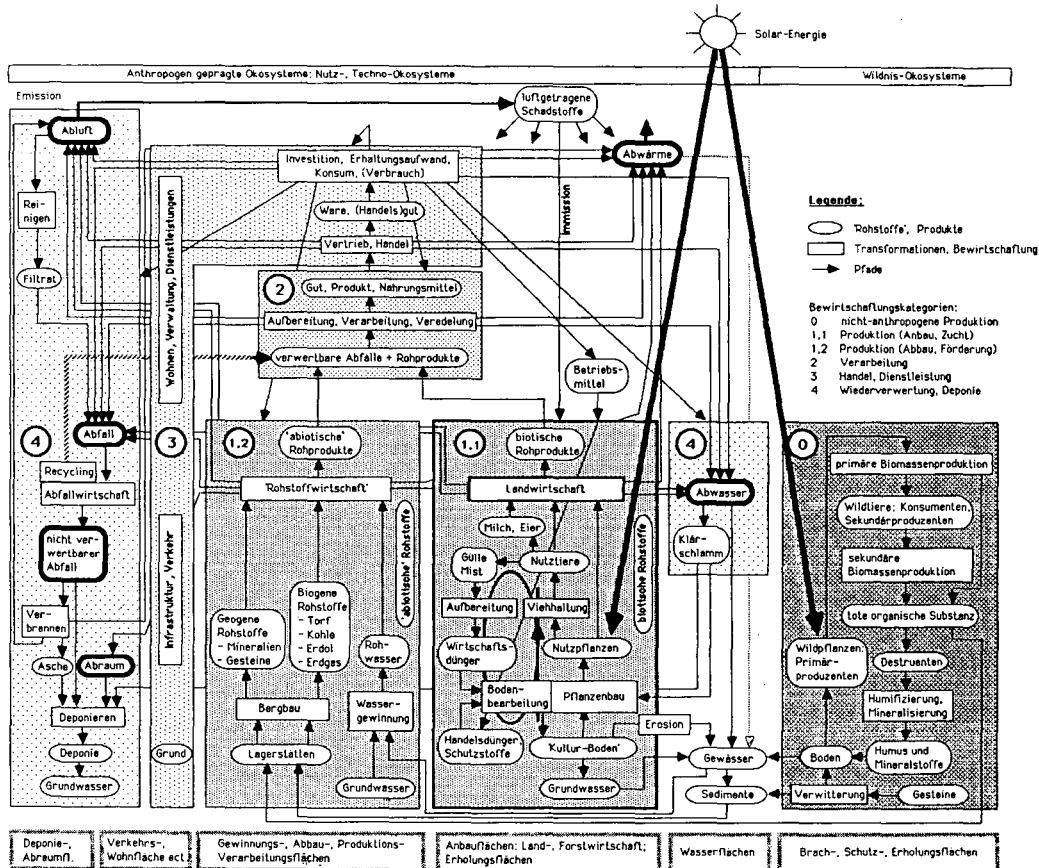 Solar-Energie
Anthropogen geprägte Ökosysteme: Nutz-, Techno-Ökosysteme
Wildnis-Ökosysteme
Emission
Abluft
luftgetragene
Schadstoffe
Abwärme
Rei-
nigen
Filtrat
Wohnen, Verwaltung, Dienstleistungen
Investition, Erhaltungsaufwand,
Konsum, (Verbrauch)
Ware, (Handels)gut
Vertrieb, Handel
Immission
2
Gut, Produkt, Nahrungsmittel
Aufbereitung, Verarbeitung, Veredelung
verwertbare Abfälle + Rohprodukte
Betriebs-
mittel
Legende:
'Rohstoffe', Produkte
Transformationen, Bewirtschaftung
Pfade
Bewirtschaftungskategorien:
0 nicht-anthropogene Produktion
1,1 Produktion (Anbau, Zucht)
1,2 Produktion (Abbau, Förderung)
2 Verarbeitung
3 Handel, Dienstleistung
4 Wiederverwertung, Deponie
4
Abfall
Recycling
Abfallwirtschaft
nicht ver-
wertbarer
Abfall
Ver-
brennen
Asche
Abraum
Deponieren
Deponie
Grundwasser
3
Infrastruktur, Verkehr
Grund
1,2
'abiotische'
Rohprodukte
'Rohstoffwirtschaft'
Geogene
Rohstoffe
- Mineralien
- Gesteine
Biogene
Rohstoffe
- Torf
- Kohle
- Erdöl
- Erdgas
Roh-
wasser
'abiotische' Rohstoffe
Bergbau
Wasser-
gewinnung
Lagerstätten
Grundwasser
1,1
biotische
Rohprodukte
Landwirtschaft
Milch, Eier
Gülle
Mist
Nutztiere
Aufbereitung
Viehhaltung
Wirtschafts-
dünger
Nutzpflanzen
biotische Rohstoffe
Boden-
bearbeitung
Pflanzenbau
Handelsdünger
Schutzstoffe
'Kultur-Boden'
Erosion
Grundwasser
4
Abwasser
Klär-
schlamm
Gewässer
Sedimente
0
primäre Biomassenproduktion
Wildtiere; Konsumenten,
Sekundärproduzenten
sekundäre
Biomassenproduktion
tote organische Substanz
Wildpflanzen:
Primär-
produzenten
Destruenten
Humifizierung,
Mineralisierung
Boden
Humus und
Mineralstoffe
Verwitterung
Gesteine
Deponie-,
Abraumfl.
Verkehrs-,
Wohnfläche ect.
Gewinnungs-, Abbau-, Produktions-
Verarbeitungsflächen
Anbauflächen: Land-, Forstwirtschaft;
Erholungsflächen
Wasserflächen
Brach-, Schutz-, Erholungsflächen